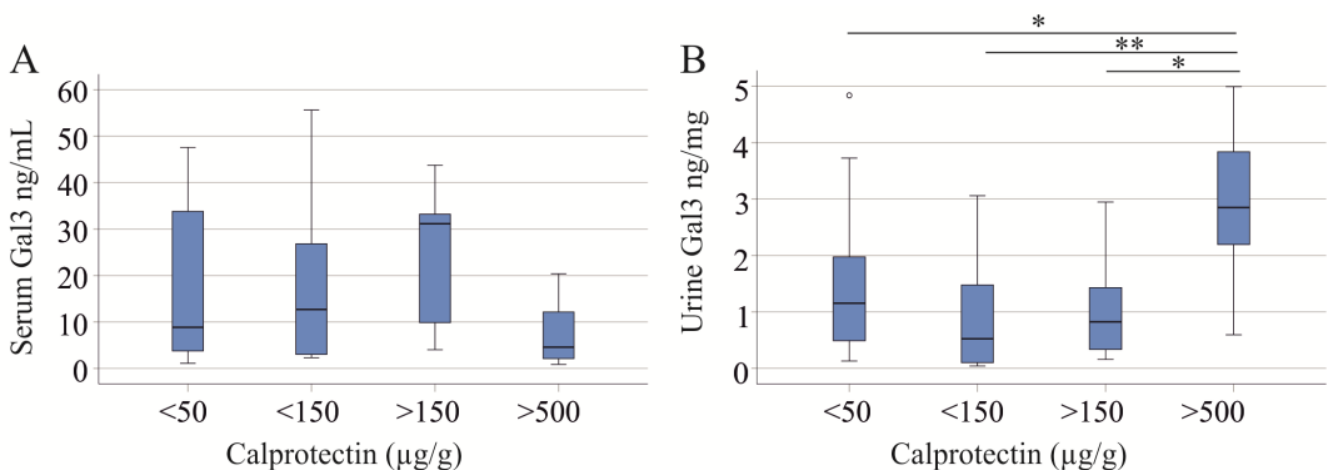 A
Serum Gal3 ng/mL
60
50
40
30
20
10
0
<50 <150 >150 >500
Calprotectin (µg/g)
B
* 
**
*
Urine Gal3 ng/mg
5
4
3
2
1
0
<50 <150 >150 >500
Calprotectin (µg/g)